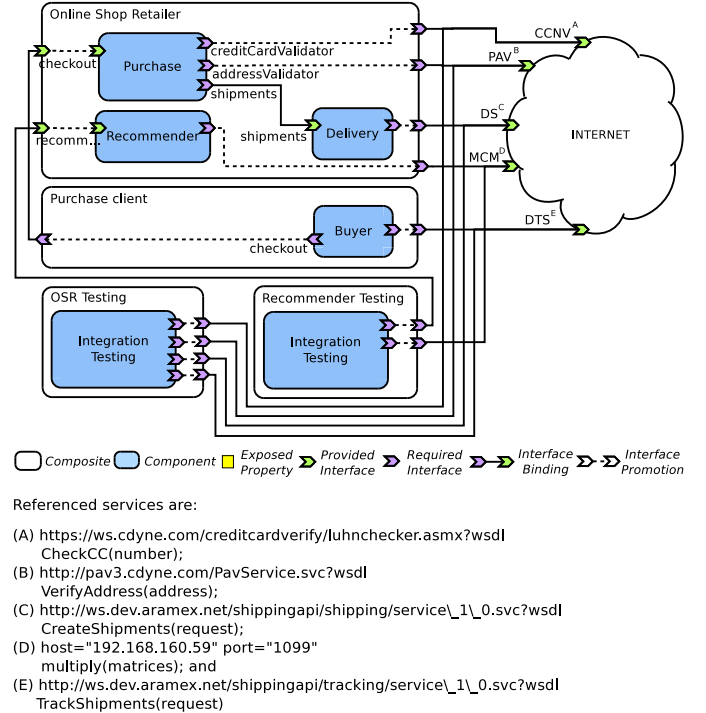 Online Shop Retailer
CCNV A
creditCardValidator
PAV B
checkout
Purchase
addressValidator
shipments
DS C
INTERNET
recomm...
Recommender
shipments
Delivery
MCM D
Purchase client
DTS E
Buyer
checkout
OSR Testing
Recommender Testing
Integration
Testing
Integration
Testing
Composite
Component
Exposed
Property
Provided
Interface
Required
Interface
Interface
Binding
Interface
Promotion
Referenced services are:
(A) https://ws.cdyne.com/creditcardverify/luhnchecker.asmx?wsdl
CheckCC(number);
(B) http://pav3.cdyne.com/PavService.svc?wsdl
VerifyAddress(address);
(C) http://ws.dev.aramex.net/shippingapi/shipping/service\_1\_0.svc?wsdl
CreateShipments(request);
(D) host="192.168.160.59" port="1099"
multiply(matrices); and
(E) http://ws.dev.aramex.net/shippingapi/tracking/service\_1\_0.svc?wsdl
TrackShipments(request)